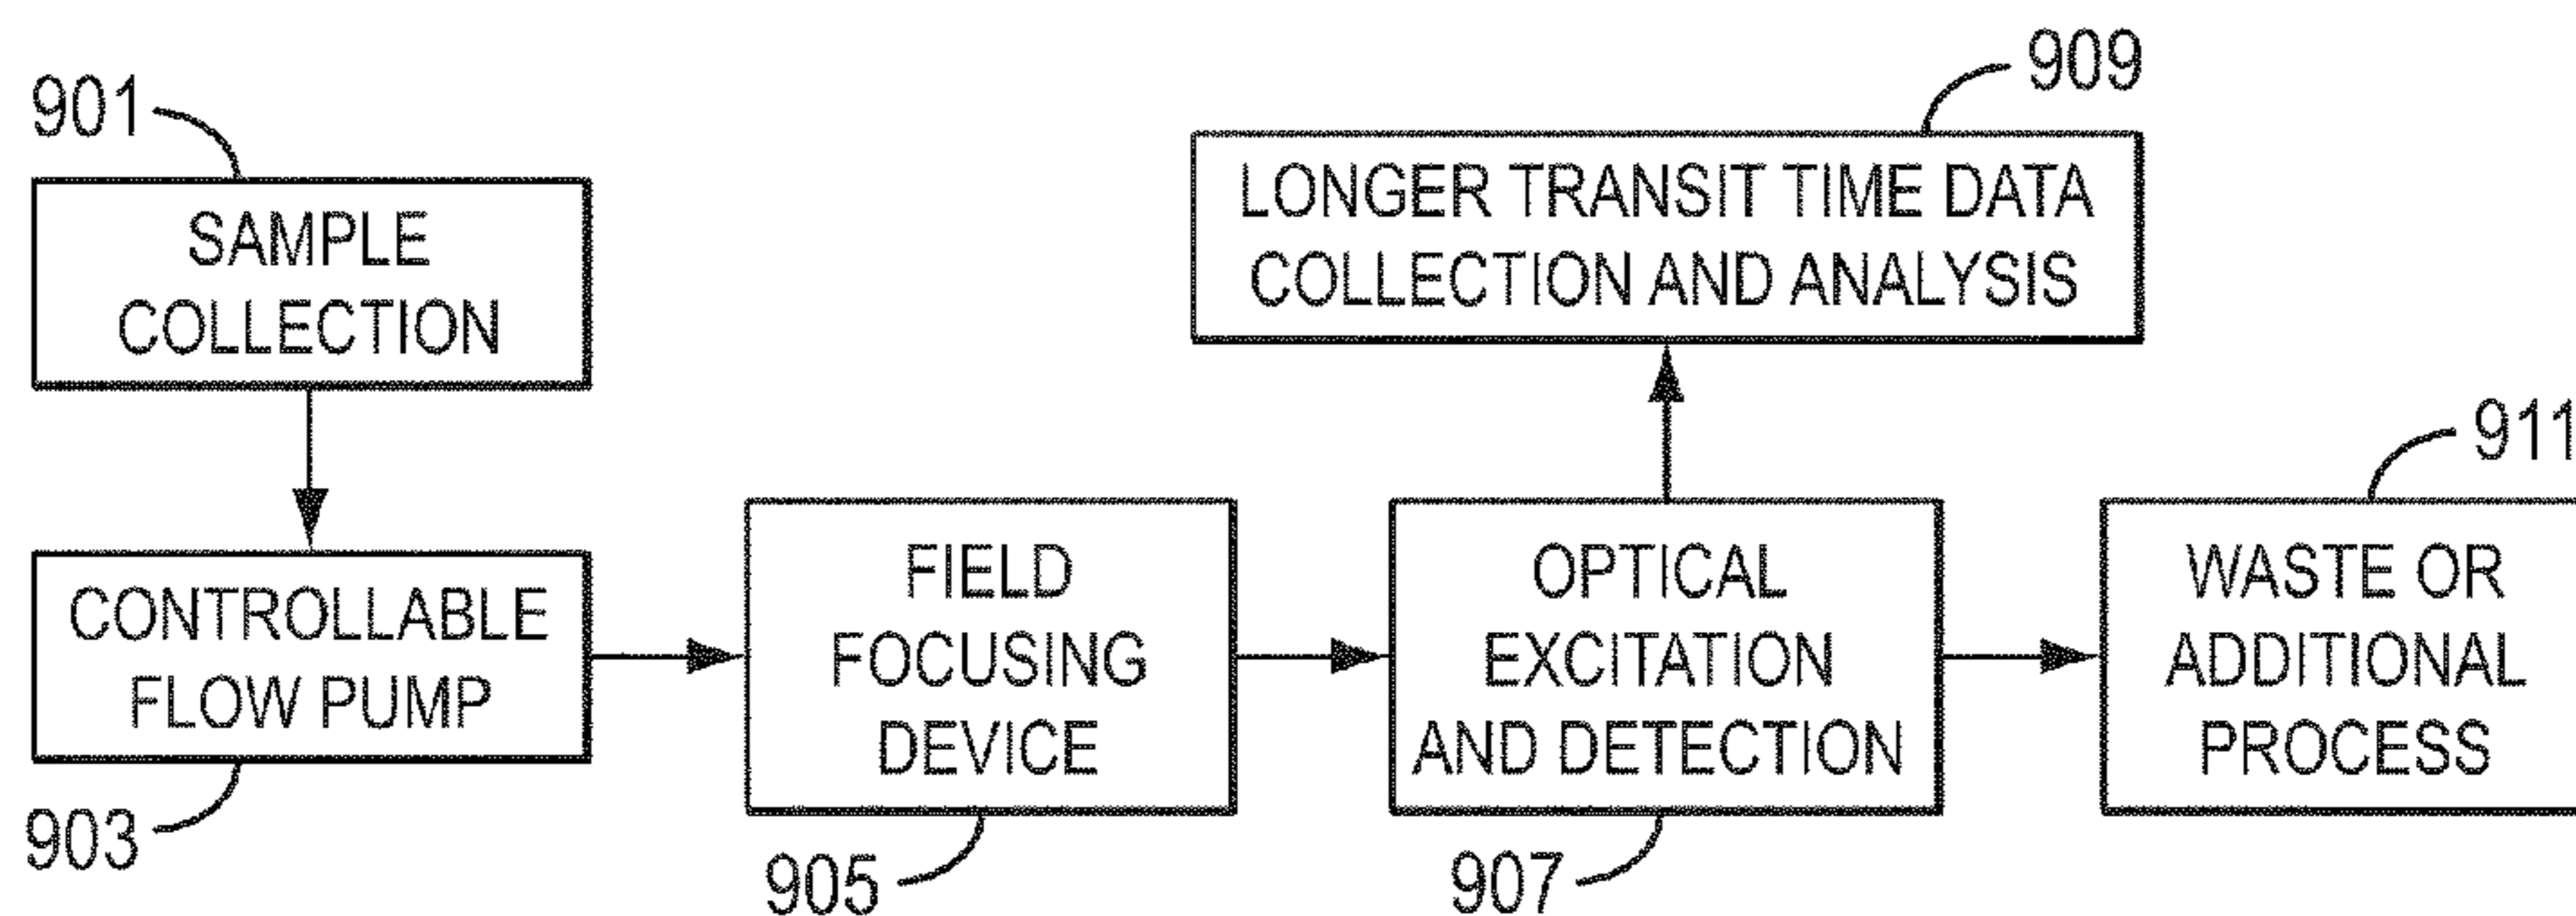 901
SAMPLE
COLLECTION
909
LONGER TRANSIT TIME DATA
COLLECTION AND ANALYSIS
903
CONTROLLABLE
FLOW PUMP
905
FIELD
FOCUSING
DEVICE
907
OPTICAL
EXCITATION
AND DETECTION
911
WASTE OR
ADDITIONAL
PROCESS